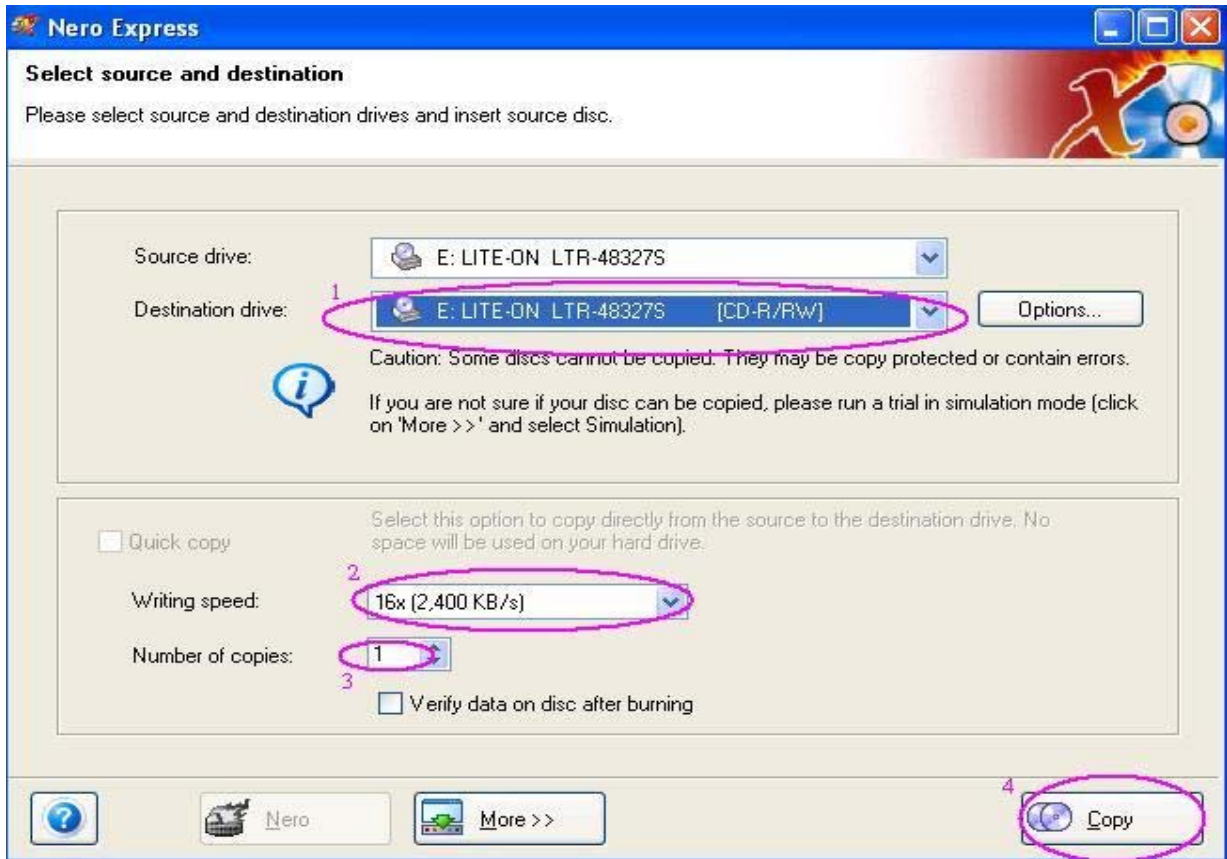 Nero Express
Select source and destination
Please select source and destination drives and insert source disc.
Source drive:
E: LITE-ON LTR-48327S
1
Destination drive:
E: LITE-ON LTR-48327S [CD-R/RW]
Options...
Caution: Some discs cannot be copied. They may be copy protected or contain errors.
If you are not sure if your disc can be copied, please run a trial in simulation mode (click
on 'More >>' and select Simulation).
Quick copy
Select this option to copy directly from the source to the destination drive. No
space will be used on your hard drive.
2
Writing speed:
16x (2,400 KB/s)
Number of copies:
1
3
Verify data on disc after burning
Nero
More >>
4
Copy